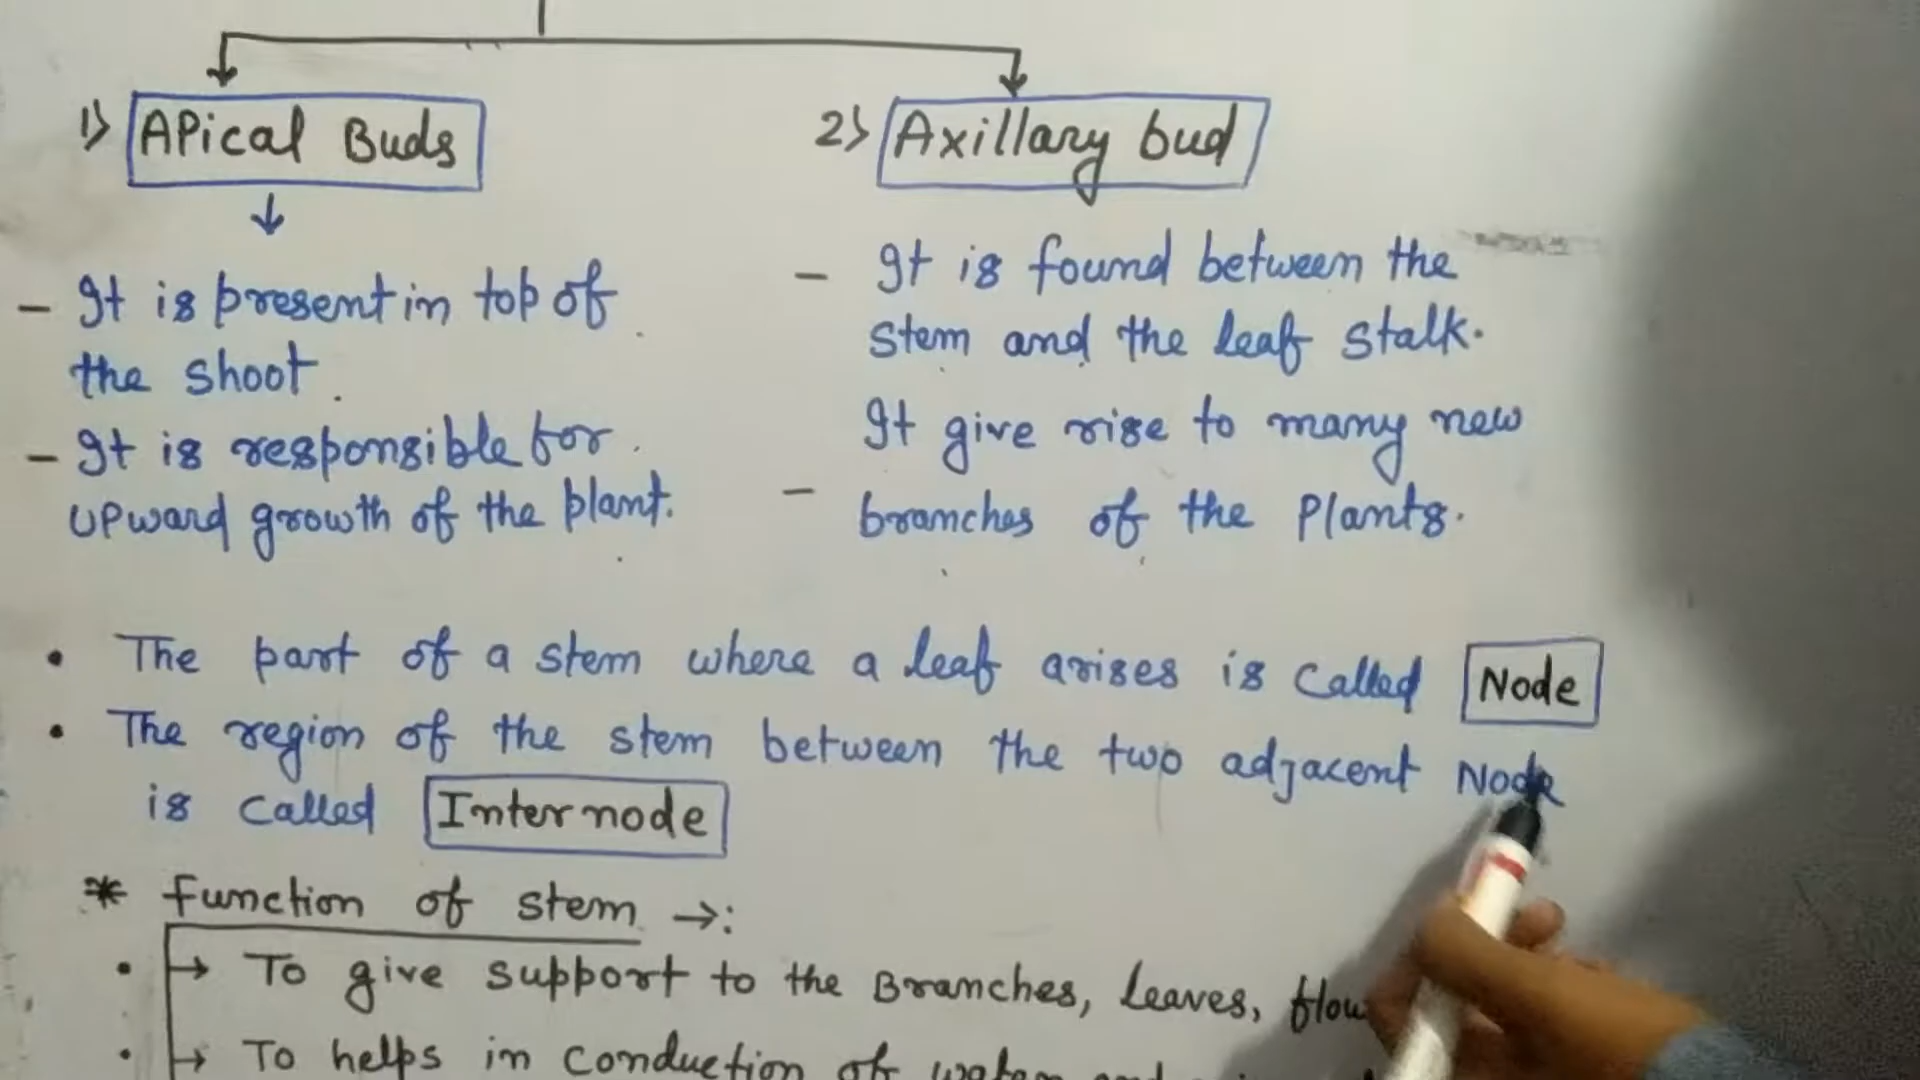 1) APical Buds
- It is present in top of
the shoot.
- It is responsible for
upward growth of the plant.
2) Axillary bud
- It is found between the
stem and the leaf stalk.
It give rise to many new
- branches of the Plants.
• The part of a stem where a leaf arises is called Node
• The region of the stem between the two adjacent Node
is called Internode
* function of stem →:
• → To give support to the Branches, leaves,
• → To helps in conduction of water and